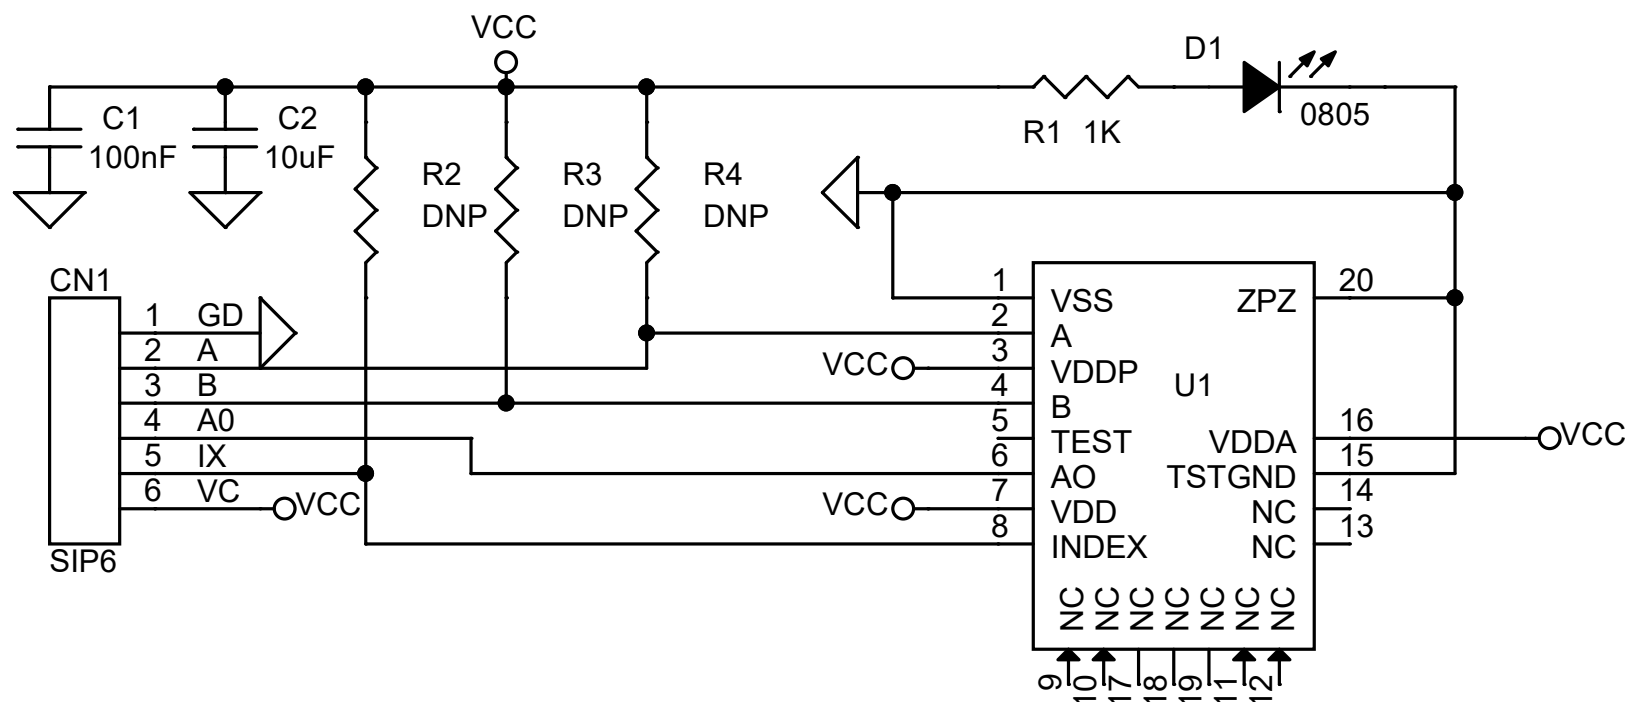 VCC
D1
C1
100nF
C2
10uF
R1 1K
0805
R2
DNP
R3
DNP
R4
DNP
CN1
1 GD
2 A
3 B
4 A0
5 IX
6 VC
VCC
SIP6
1 VSS
2 A
VCC 3 VDDP
4 B
5 TEST
6 AO
VCC 7 VDD
8 INDEX
U1
ZPZ 20
VDDA 16 VCC
TSTGND 15
NC 14
NC 13
NC NC NC NC NC NC NC
9 10 17 18 19 11 12